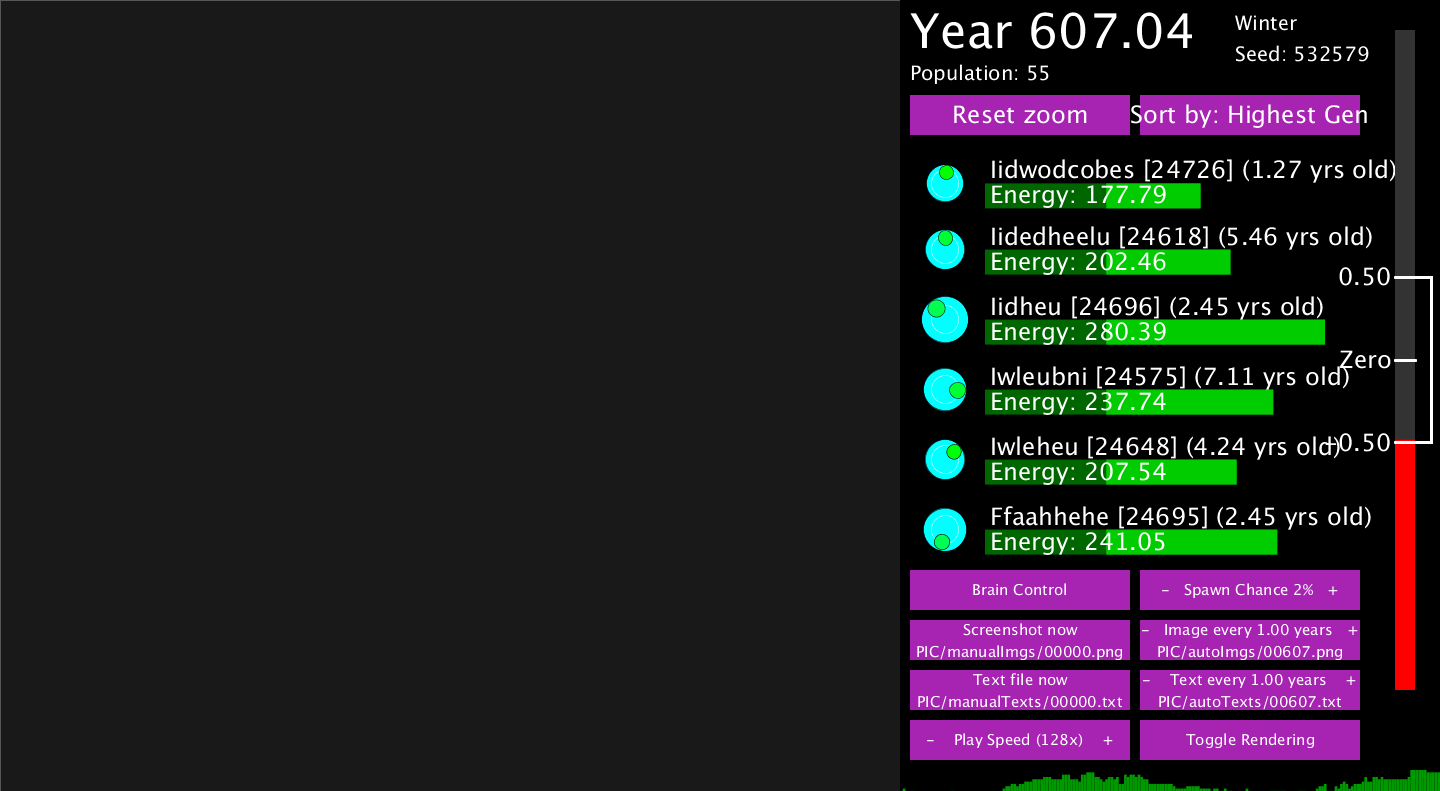 Year 607.04
Winter
Seed: 532579
Population: 55
Reset zoom
Sort by: Highest Gen
Iidwodcobes [24726] (1.27 yrs old)
Energy: 177.79
Iidedheelu [24618] (5.46 yrs old)
Energy: 202.46
Iidheu [24696] (2.45 yrs old)
Energy: 280.39
Iwleubni [24575] (7.11 yrs old)
Energy: 237.74
Iwleheu [24648] (4.24 yrs old)
Energy: 207.54
Ffaahhehe [24695] (2.45 yrs old)
Energy: 241.05
0.50
Zero
-0.50
Brain Control
- Spawn Chance 2% +
Screenshot now
PIC/manualImgs/00000.png
- Image every 1.00 years +
PIC/autoImgs/00607.png
Text file now
PIC/manualTexts/00000.txt
- Text every 1.00 years +
PIC/autoTexts/00607.txt
- Play Speed (128x) +
Toggle Rendering